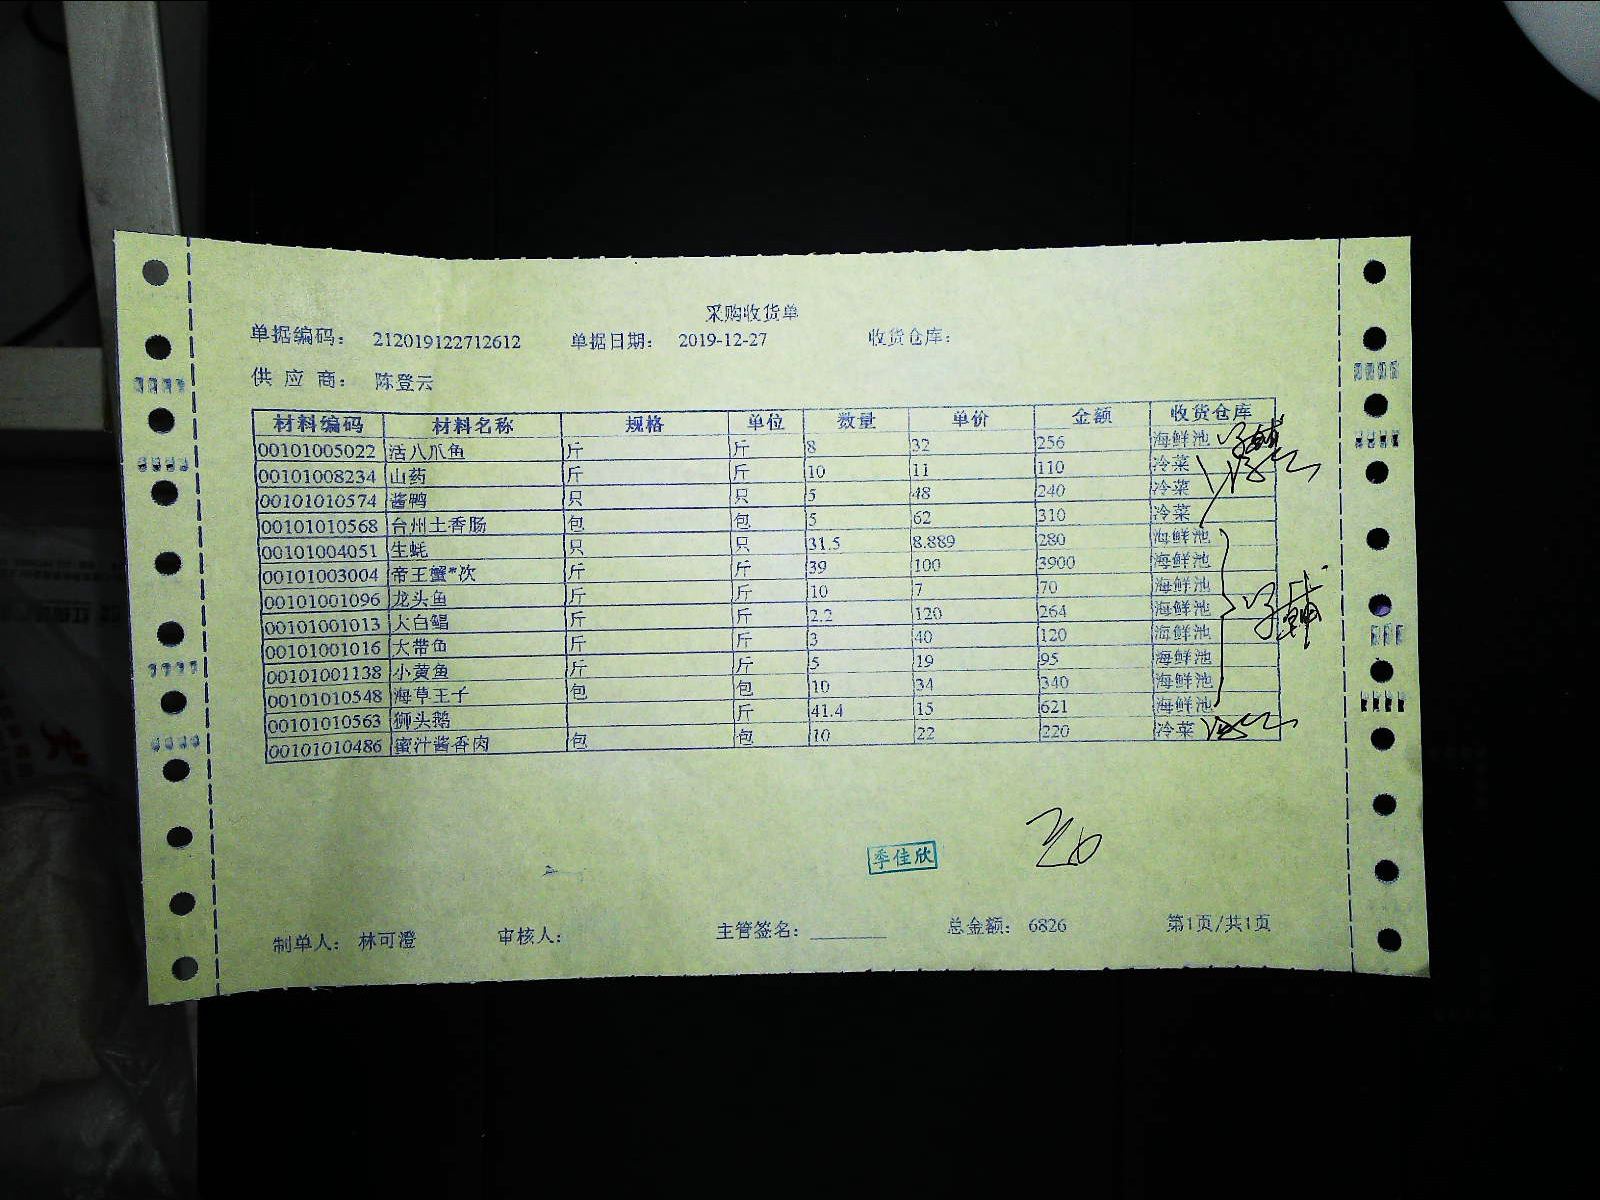 采购收货单
单据编码： 212019122712612 单据日期： 2019-12-27 收货仓库：
供 应 商： 陈登云
材料编码 材料名称 规格 单位 数量 单价 金额 收货仓库
00101005022 活八爪鱼 斤 斤 8 32 256 海鲜池
00101008234 山药 斤 斤 10 11 110 冷菜
00101010574 酱鸭 只 只 5 48 240 冷菜
00101010568 台州土香肠 包 包 5 62 310 冷菜
00101004051 生蚝 只 只 31.5 8.889 280 海鲜池
00101003004 帝王蟹*次 斤 斤 39 100 3900 海鲜池
00101001096 龙头鱼 斤 斤 10 7 70 海鲜池
00101001013 大白鲳 斤 斤 2.2 120 264 海鲜池
00101001016 大带鱼 斤 斤 3 40 120 海鲜池
00101001138 小黄鱼 斤 斤 5 19 95 海鲜池
00101010548 海草王子 包 包 10 34 340 海鲜池
00101010563 狮头鹅 斤 41.4 15 621 海鲜池
00101010486 蜜汁酱香肉 包 包 10 22 220 冷菜
季佳欣
制单人： 林可澄 审核人： 主管签名： 总金额： 6826 第1页/共1页